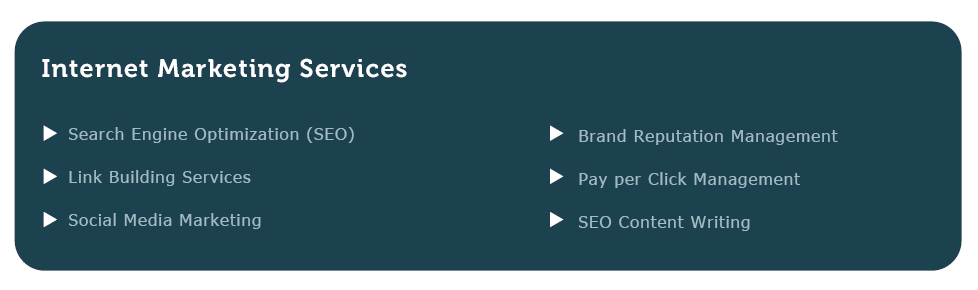 Internet Marketing Services
Search Engine Optimization (SEO)
Link Building Services
Social Media Marketing
Brand Reputation Management
Pay per Click Management
SEO Content Writing